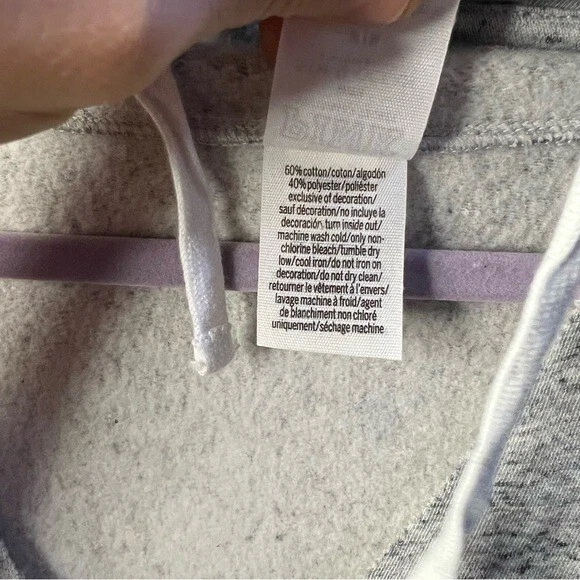 60% cotton/coton/algodón
40% polyester/poliéster
exclusive of decoration/
sauf décoration/no incluye la
decoración, turn inside out/
machine wash cold/only non-
chlorine bleach/tumble dry
low/cool iron/do not iron on
decoration/do not dry clean/
retourner le vêtement á l'envers/
lavage machine à froid/agent
de blanchiment non chloré
uniquement/séchage machine